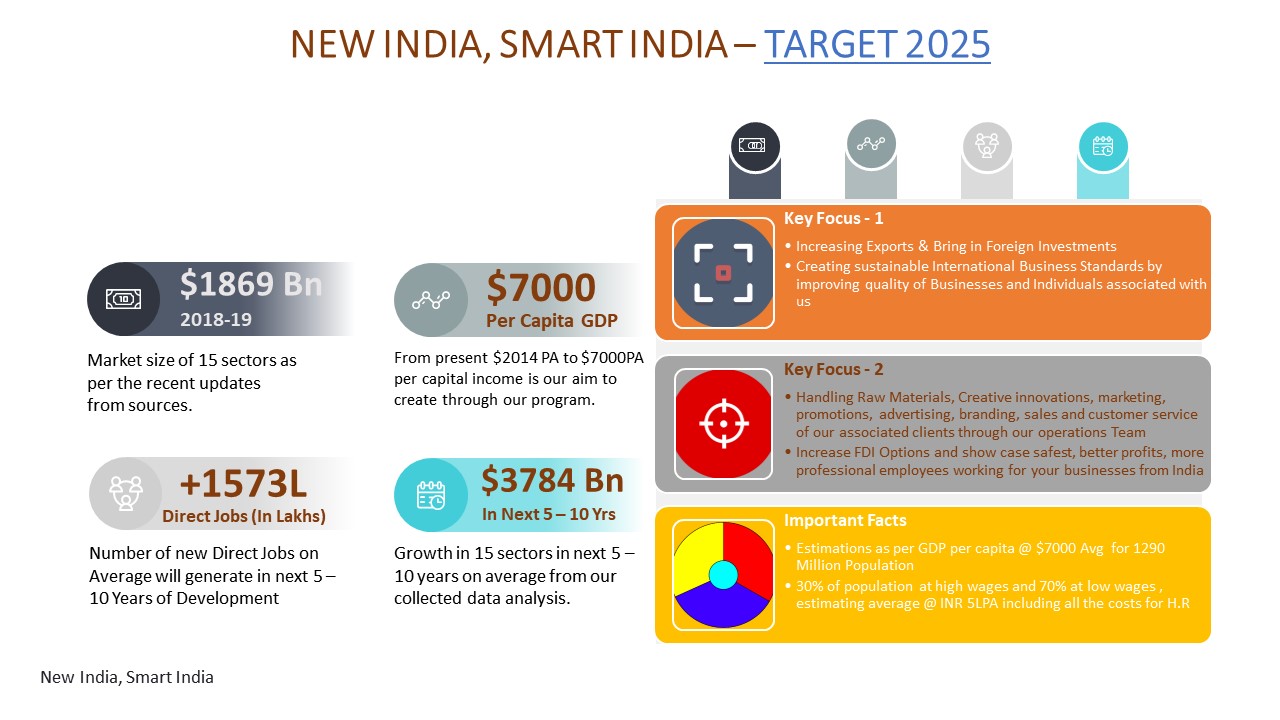 NEW INDIA, SMART INDIA – TARGET 2025
$1869 Bn
2018-19
Market size of 15 sectors as
per the recent updates
from sources.
$7000
Per Capita GDP
From present $2014 PA to $7000PA
per capital income is our aim to
create through our program.
+1573L
Direct Jobs (In Lakhs)
Number of new Direct Jobs on
Average will generate in next 5 –
10 Years of Development
$3784 Bn
In Next 5 – 10 Yrs
Growth in 15 sectors in next 5 –
10 years on average from our
collected data analysis.
Key Focus - 1
• Increasing Exports & Bring in Foreign Investments
• Creating sustainable International Business Standards by
improving quality of Businesses and Individuals associated with
us
Key Focus - 2
• Handling Raw Materials, Creative innovations, marketing,
promotions, advertising, branding, sales and customer service
of our associated clients through our operations Team
• Increase FDI Options and show case safest, better profits, more
professional employees working for your businesses from India
Important Facts
• Estimations as per GDP per capita @ $7000 Avg for 1290
Million Population
• 30% of population at high wages and 70% at low wages ,
estimating average @ INR 5LPA including all the costs for H.R
New India, Smart India